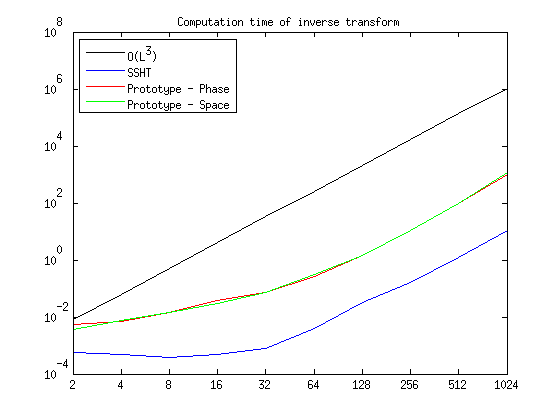 Computation time of inverse transform
10^8
10^6
10^4
10^2
10^0
10^-2
10^-4
O(L^3)
SSHT
Prototype - Phase
Prototype - Space
2 4 8 16 32 64 128 256 512 1024